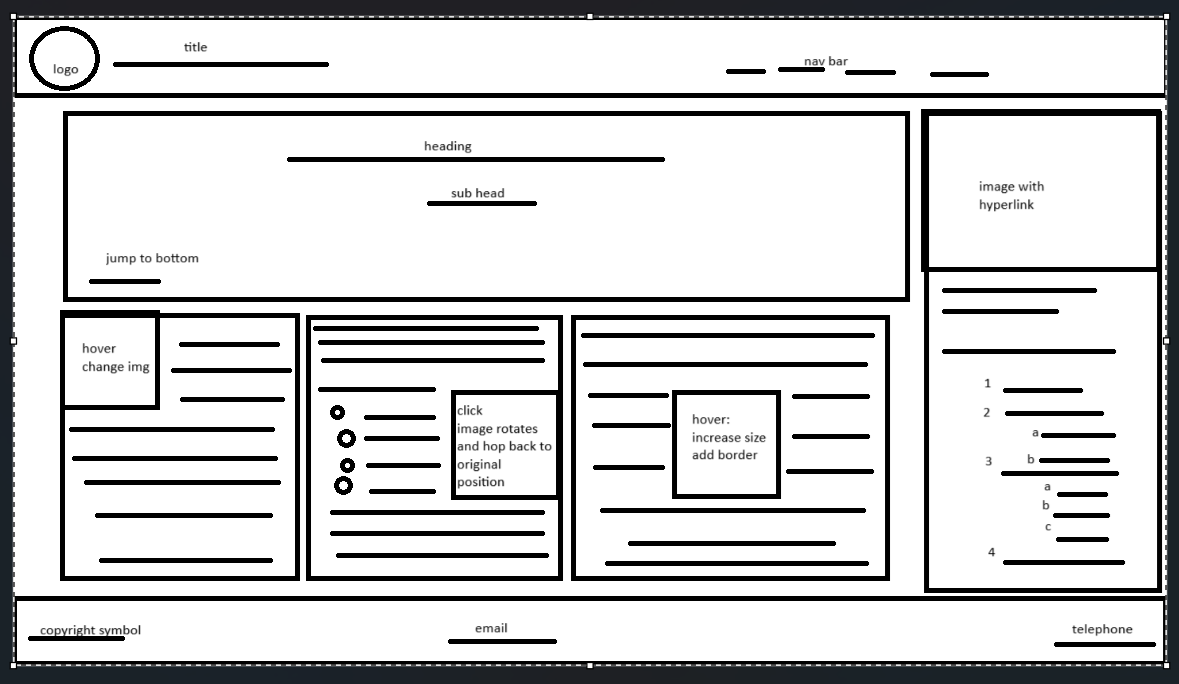 logo
title
nav bar
heading
sub head
jump to bottom
image with
hyperlink
hover
change img
click
image rotates
and hop back to
original
position
hover:
increase size
add border
1
2
a
b
3
a
b
c
4
copyright symbol
email
telephone